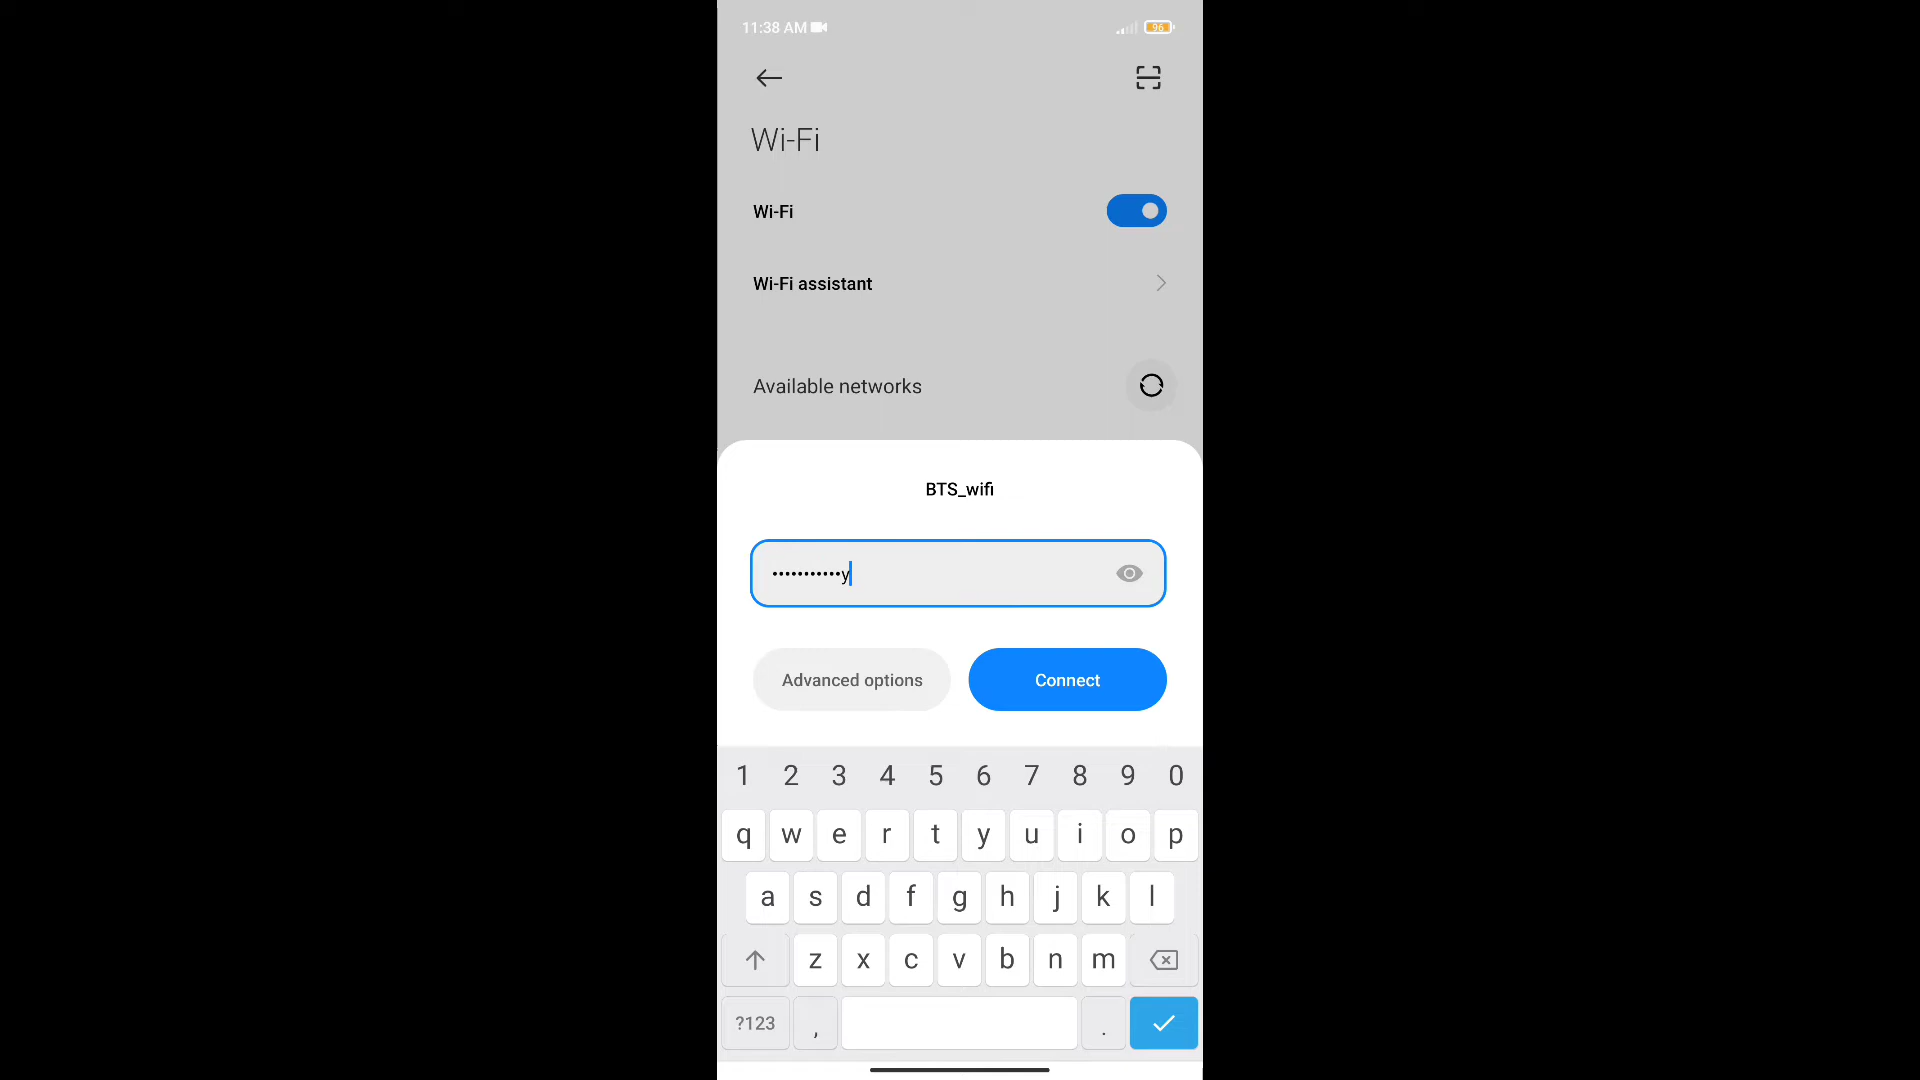 11:38 AM
96
Wi-Fi
Wi-Fi
Wi-Fi assistant
Available networks
BTS_wifi
•••••••••••y
Advanced options
Connect
1 2 3 4 5 6 7 8 9 0
q w e r t y u i o p
a s d f g h j k l
z x c v b n m
?123 , .